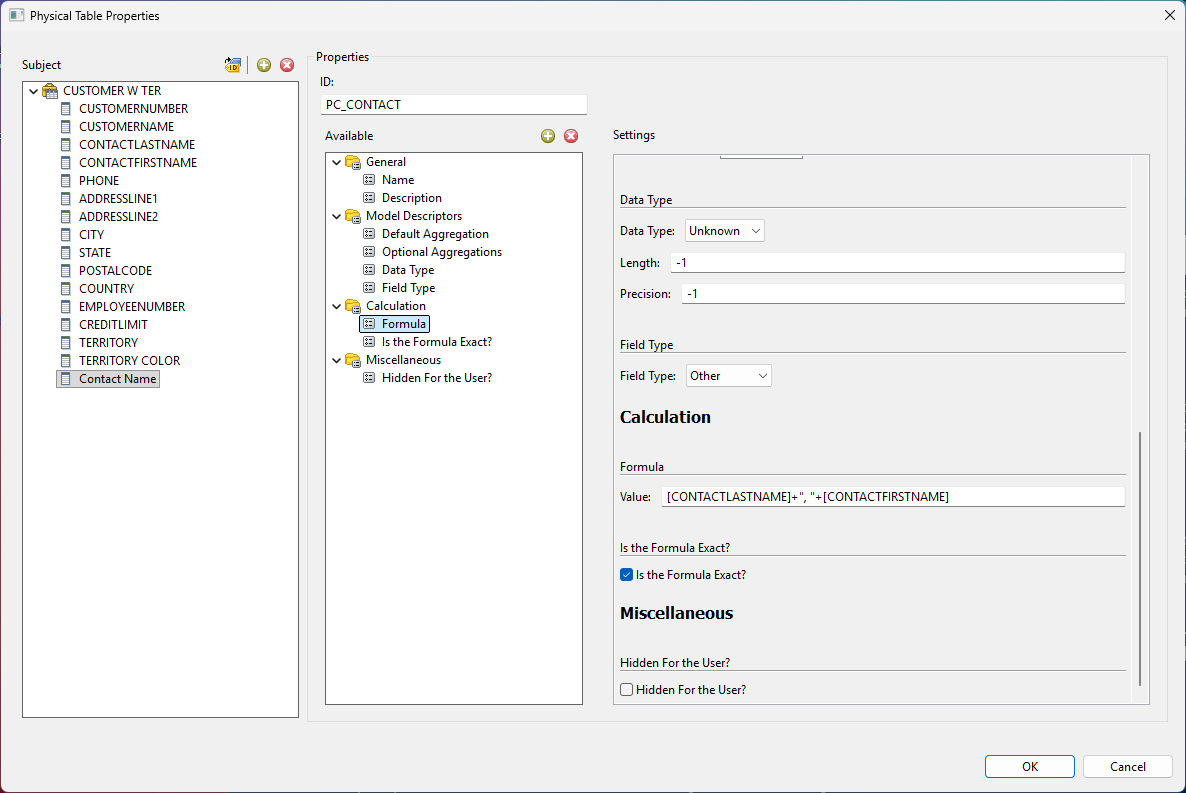 Physical Table Properties
Subject
CUSTOMER W TER
CUSTOMERNUMBER
CUSTOMERNAME
CONTACTLASTNAME
CONTACTFIRSTNAME
PHONE
ADDRESSLINE1
ADDRESSLINE2
CITY
STATE
POSTALCODE
COUNTRY
EMPLOYEENUMBER
CREDITLIMIT
TERRITORY
TERRITORY COLOR
Contact Name
Properties
ID:
PC_CONTACT
Available
General
Name
Description
Model Descriptors
Default Aggregation
Optional Aggregations
Data Type
Field Type
Calculation
Formula
Is the Formula Exact?
Miscellaneous
Hidden For the User?
Settings
Data Type
Data Type: Unknown
Length: -1
Precision: -1
Field Type
Field Type: Other
Calculation
Formula
Value: [CONTACTLASTNAME]+", "+[CONTACTFIRSTNAME]
Is the Formula Exact?
Is the Formula Exact?
Miscellaneous
Hidden For the User?
Hidden For the User?
OK Cancel